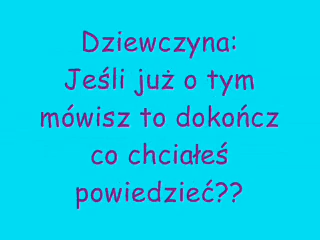 Dziewczyna:
Jeśli już o tym
mówisz to dokończ
co chciałeś
powiedzieć??